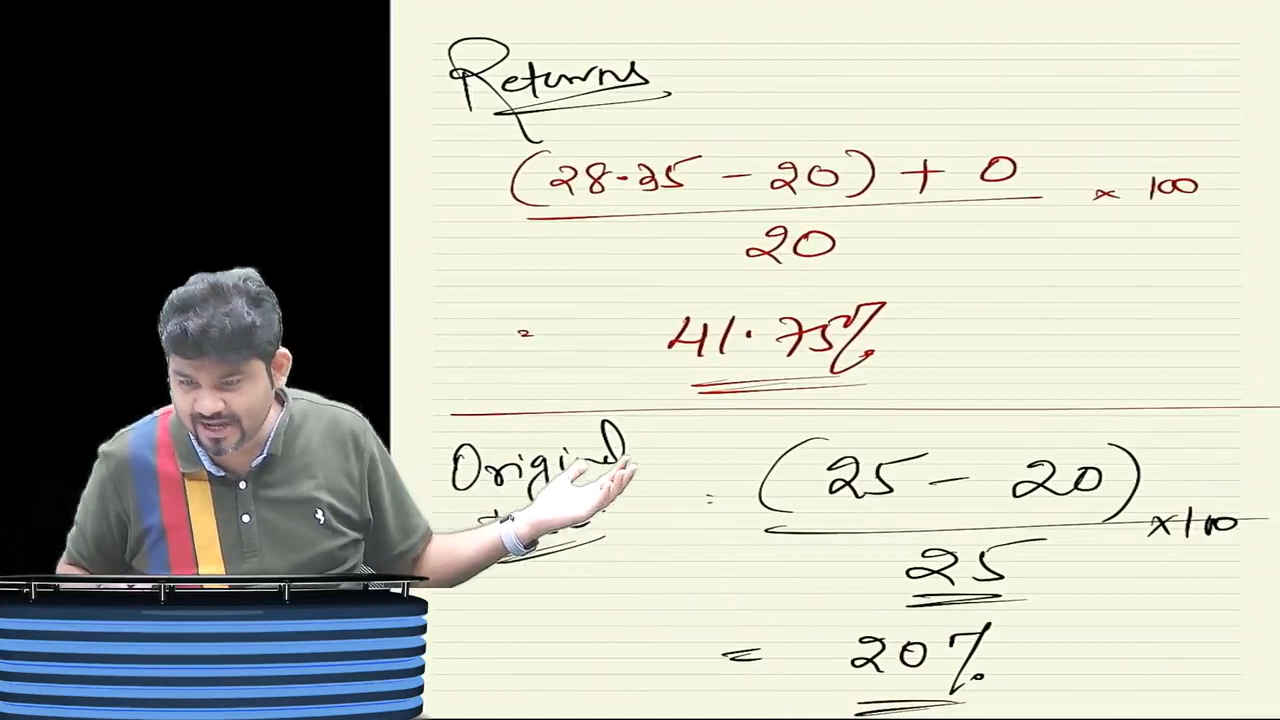 Returns
(28.35 - 20) + 0 × 100
20
= 41.75%
Original = (25 - 20) × 100
25
= 20%